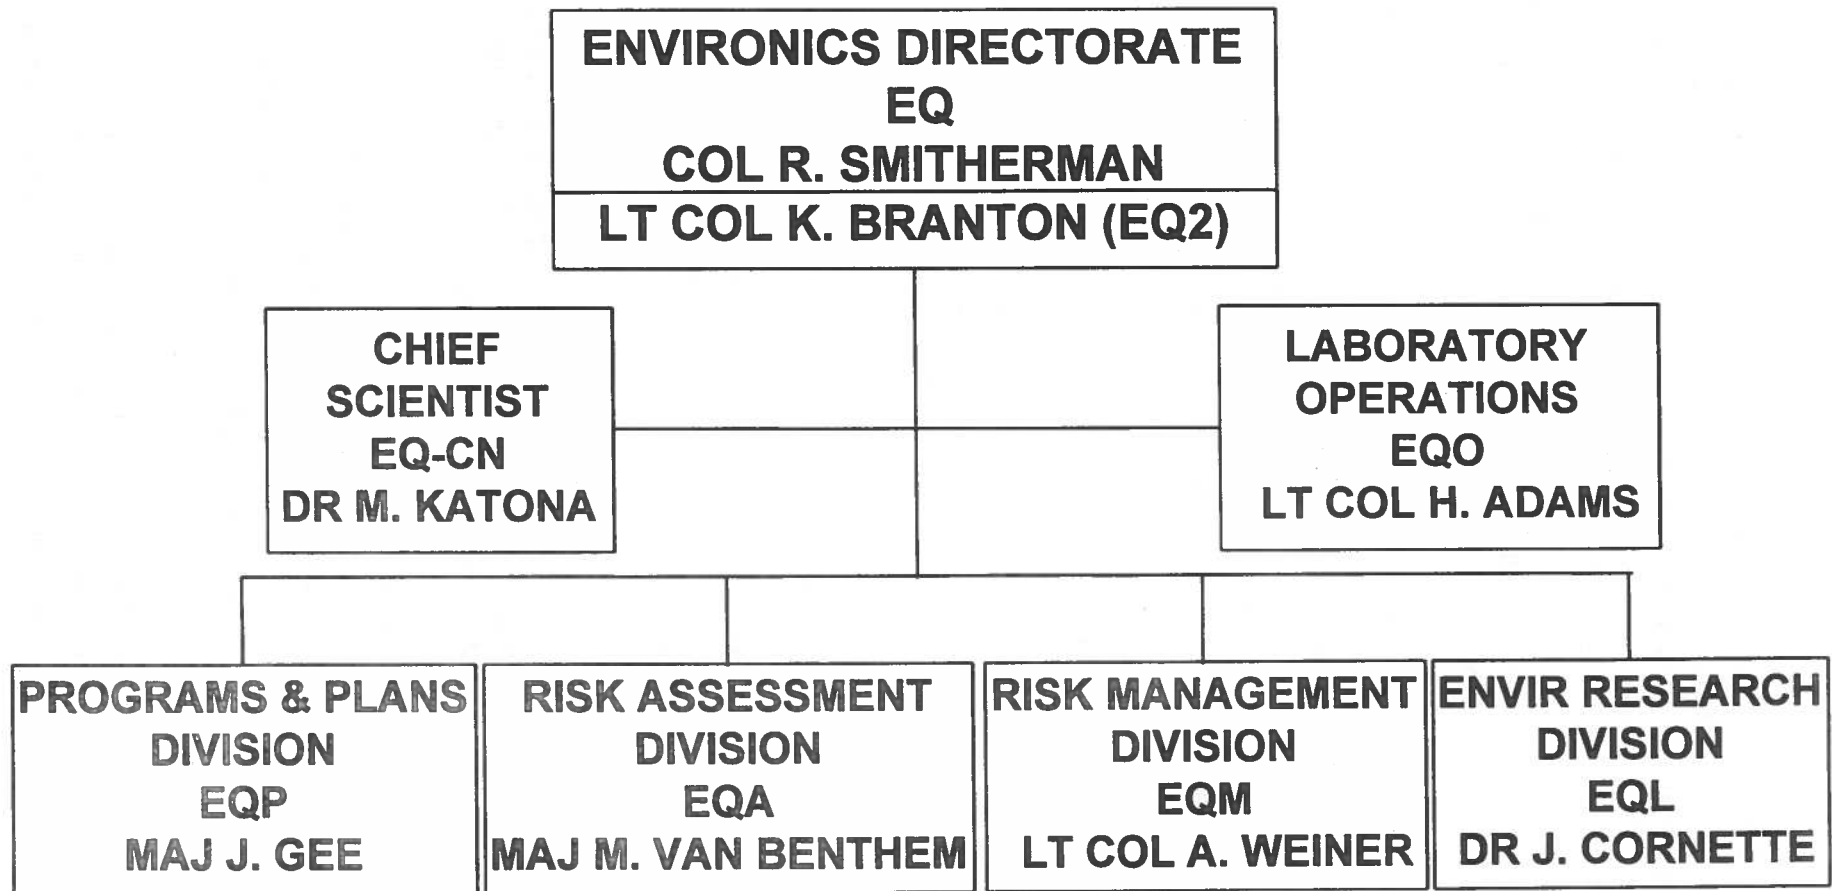 ENVIRONICS DIRECTORATE
EQ
COL R. SMITHERMAN
LT COL K. BRANTON (EQ2)
CHIEF
SCIENTIST
EQ-CN
DR M. KATONA
LABORATORY
OPERATIONS
EQO
LT COL H. ADAMS
PROGRAMS & PLANS
DIVISION
EQP
MAJ J. GEE
RISK ASSESSMENT
DIVISION
EQA
MAJ M. VAN BENTHEM
RISK MANAGEMENT
DIVISION
EQM
LT COL A. WEINER
ENVIR RESEARCH
DIVISION
EQL
DR J. CORNETTE